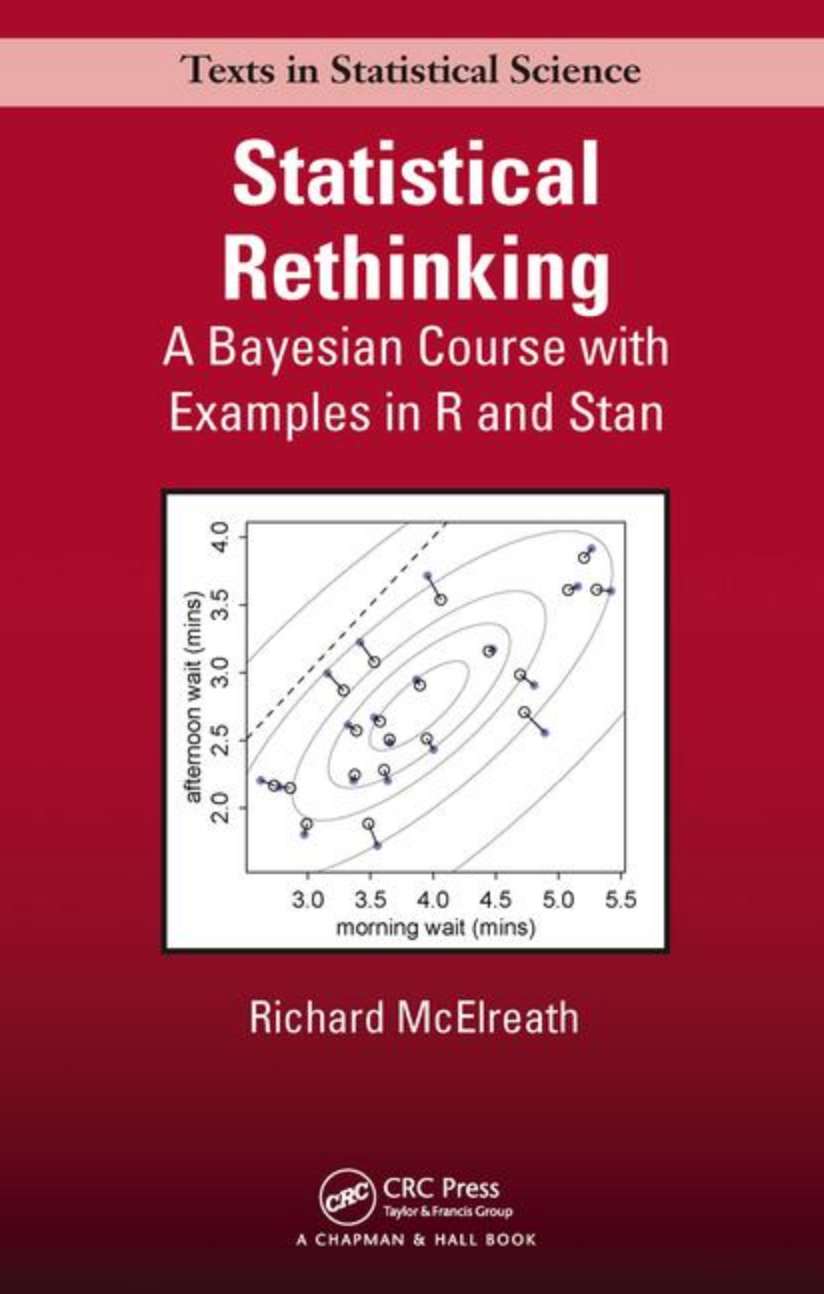 Texts in Statistical Science
Statistical
Rethinking
A Bayesian Course with
Examples in R and Stan
4.0
3.5
3.0
2.5
2.0
afternoon wait (mins)
3.0 3.5 4.0 4.5 5.0 5.5
morning wait (mins)
Richard McElreath
CRC CRC Press
Taylor & Francis Group
A CHAPMAN & HALL BOOK